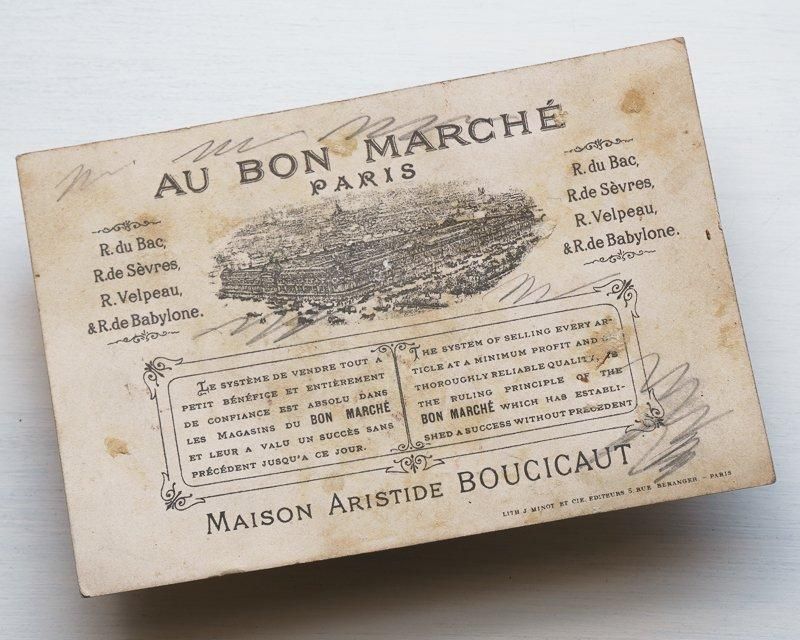 AU BON MARCHÉ
PARIS
R. du Bac,
R. de Sèvres,
R. Velpeau,
& R. de Babylone.
R. du Bac,
R. de Sèvres,
R. Velpeau,
& R. de Babylone.
LE SYSTÈME DE VENDRE TOUT A
PETIT BÉNÉFICE ET ENTIÈREMENT
DE CONFIANCE EST ABSOLU DANS
LES MAGASINS DU BON MARCHÉ
ET LEUR A VALU UN SUCCÈS SANS
PRÉCÉDENT JUSQU'A CE JOUR.
THE SYSTEM OF SELLING EVERY AR-
TICLE AT A MINIMUM PROFIT AND
THOROUGHLY RELIABLE QUALITY, IS
THE RULING PRINCIPLE OF THE
BON MARCHÉ WHICH HAS ESTABLI-
SHED A SUCCESS WITHOUT PRECEDENT
MAISON ARISTIDE BOUCICAUT
LITH J. MINOT ET CIE, EDITEURS 5, RUE BERANGER - PARIS